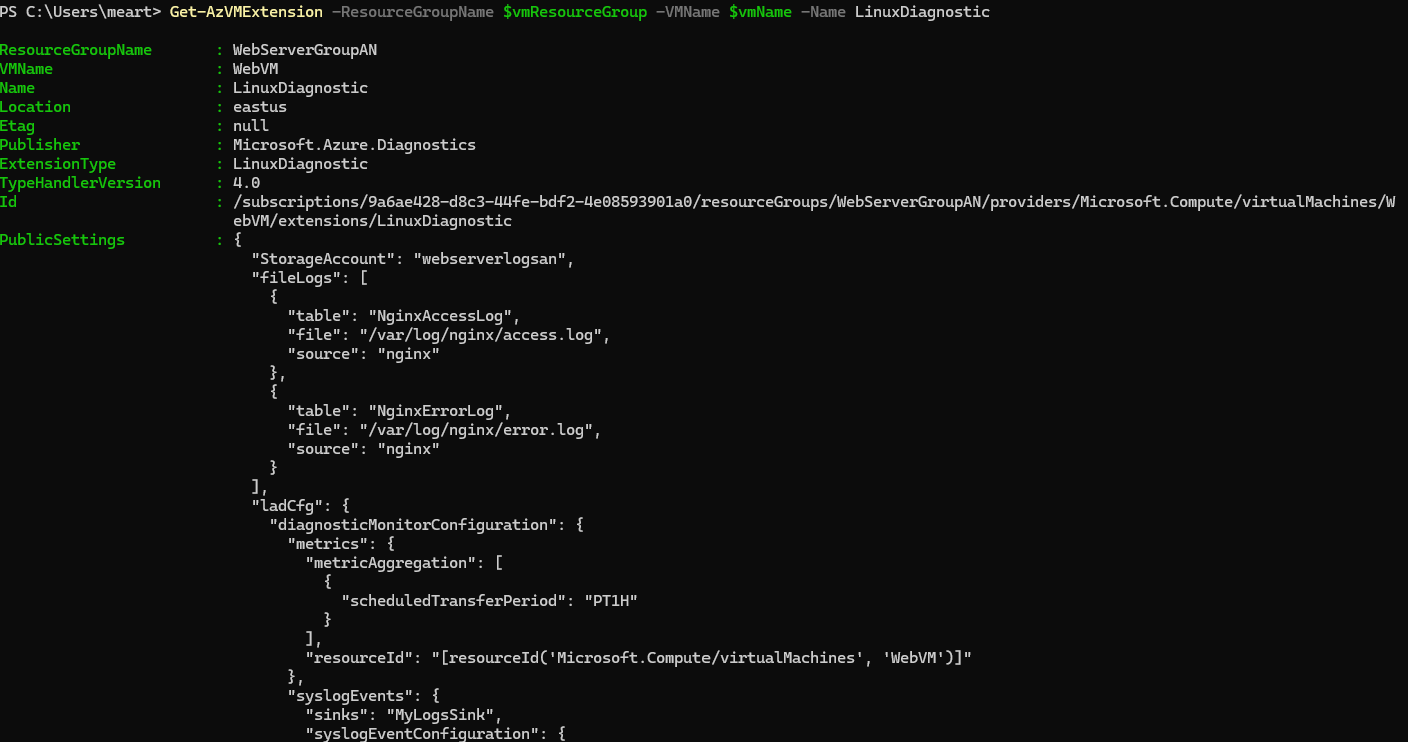 PS C:\Users\meart> Get-AzVMExtension -ResourceGroupName $vmResourceGroup -VMName $vmName -Name LinuxDiagnostic
ResourceGroupName : WebServerGroupAN
VMName : WebVM
Name : LinuxDiagnostic
Location : eastus
Etag : null
Publisher : Microsoft.Azure.Diagnostics
ExtensionType : LinuxDiagnostic
TypeHandlerVersion : 4.0
Id : /subscriptions/9a6ae428-d8c3-44fe-bdf2-4e08593901a0/resourceGroups/WebServerGroupAN/providers/Microsoft.Compute/virtualMachines/W
ebVM/extensions/LinuxDiagnostic
PublicSettings : {
"StorageAccount": "webserverlogsan",
"fileLogs": [
{
"table": "NginxAccessLog",
"file": "/var/log/nginx/access.log",
"source": "nginx"
},
{
"table": "NginxErrorLog",
"file": "/var/log/nginx/error.log",
"source": "nginx"
}
],
"ladCfg": {
"diagnosticMonitorConfiguration": {
"metrics": {
"metricAggregation": [
{
"scheduledTransferPeriod": "PT1H"
}
],
"resourceId": "[resourceId('Microsoft.Compute/virtualMachines', 'WebVM')]"
},
"syslogEvents": {
"sinks": "MyLogsSink",
"syslogEventConfiguration": {